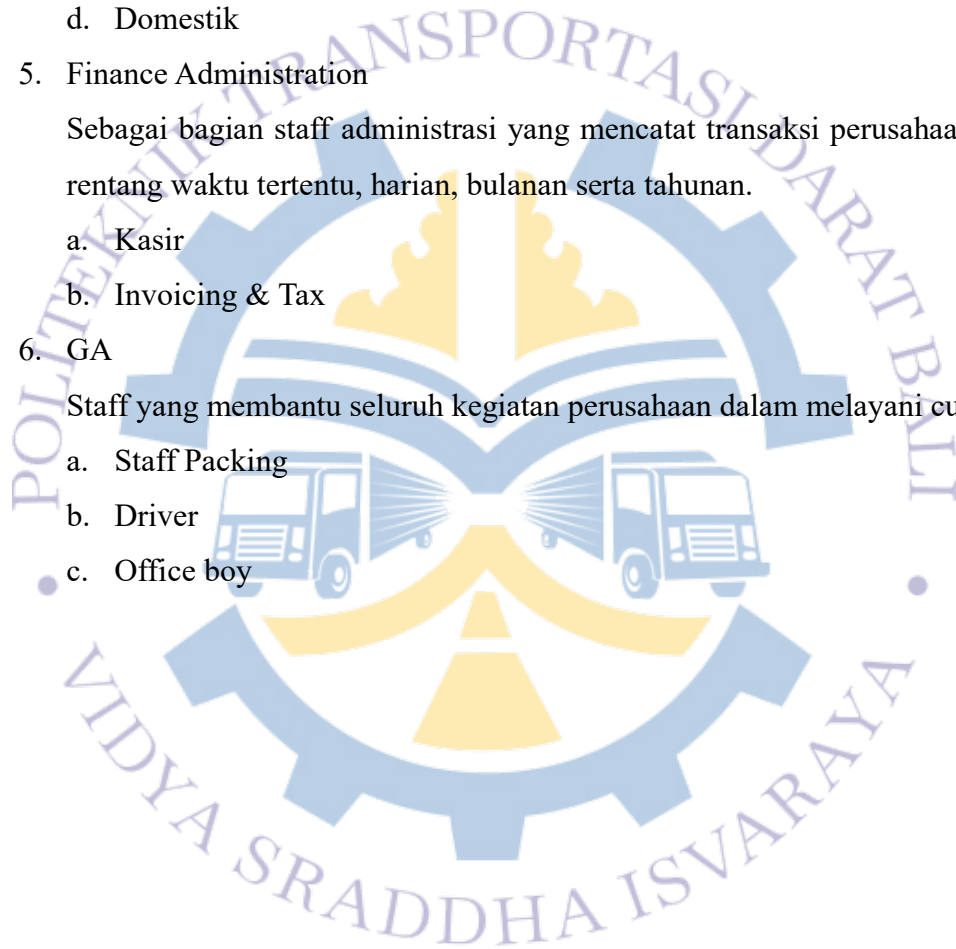 d. Domestik
5. Finance Administration
Sebagai bagian staff administrasi yang mencatat transaksi perusahaa
rentang waktu tertentu, harian, bulanan serta tahunan.
a. Kasir
b. Invoicing & Tax
6. GA
Staff yang membantu seluruh kegiatan perusahaan dalam melayani cu
a. Staff Packing
b. Driver
c. Office boy
POLITEKNIK TRANSPORTASI DARAT BALI
• VIDYA SRADDHA ISVARAYA •